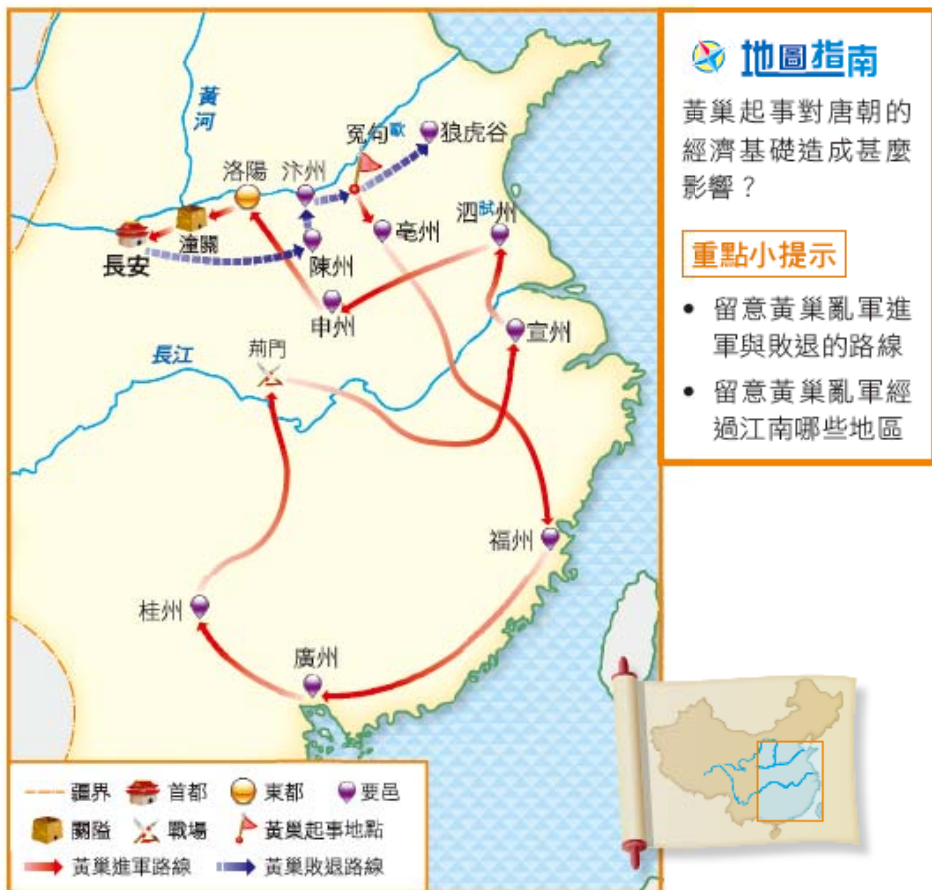 黃河
冤句歐
狼虎谷
洛陽
汴州
泗試州
亳州
潼關
長安
陳州
申州
宣州
長江
荊門
福州
桂州
廣州
疆界
首都
東都
要邑
關隘
戰場
黃巢起事地點
黃巢進軍路線
黃巢敗退路線
地圖指南
黃巢起事對唐朝的
經濟基礎造成甚麼
影響？
重點小提示
• 留意黃巢亂軍進
軍與敗退的路線
• 留意黃巢亂軍經
過江南哪些地區